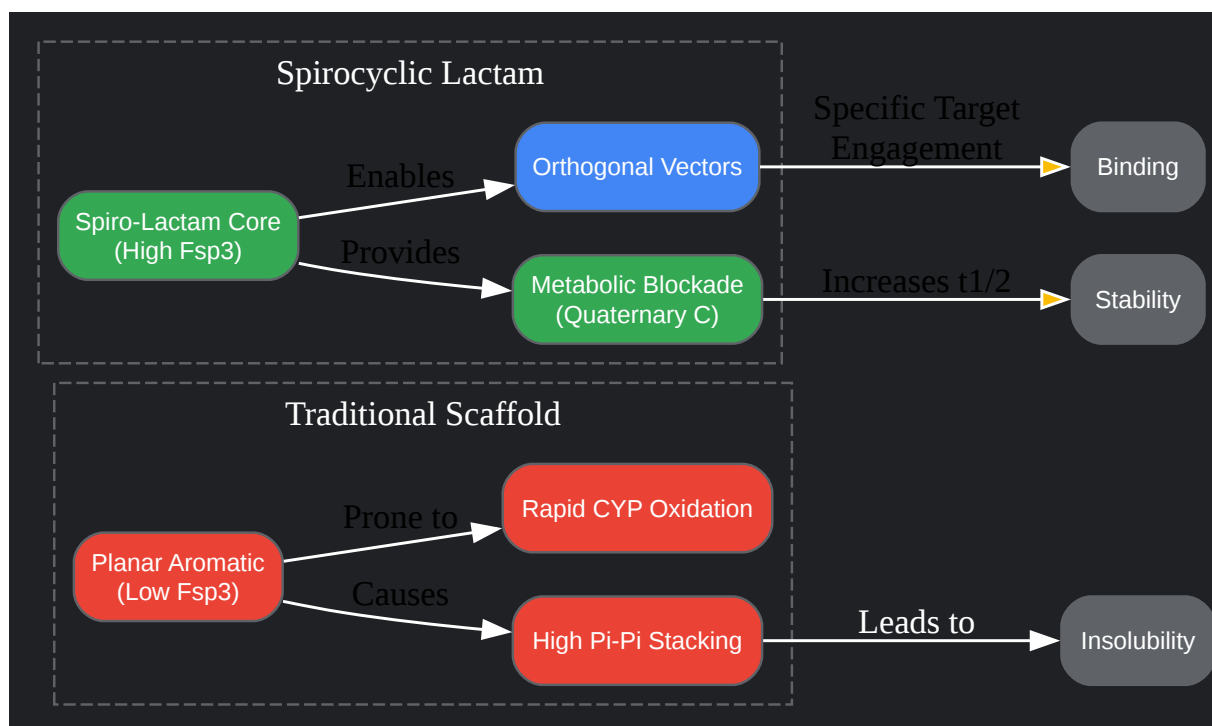 Spirocyclic Lactam
Spiro-Lactam Core
(High Fsp3)
Enables
Orthogonal Vectors
Specific Target
Engagement
Binding
Provides
Metabolic Blockade
(Quaternary C)
Increases t1/2
Stability
Traditional Scaffold
Planar Aromatic
(Low Fsp3)
Prone to
Rapid CYP Oxidation
Causes
High Pi-Pi Stacking
Leads to
Insolubility